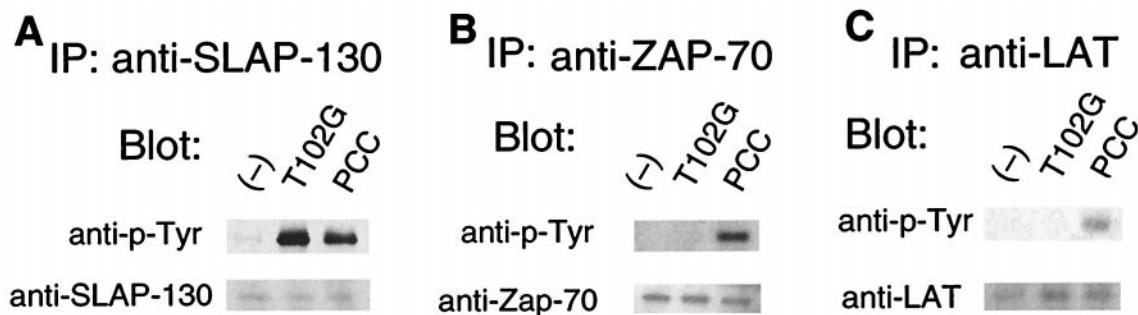 A
IP: anti-SLAP-130
Blot:
(–)
T102G
PCC
anti-p-Tyr
anti-SLAP-130
B
IP: anti-ZAP-70
Blot:
(–)
T102G
PCC
anti-p-Tyr
anti-Zap-70
C
IP: anti-LAT
Blot:
(–)
T102G
PCC
anti-p-Tyr
anti-LAT